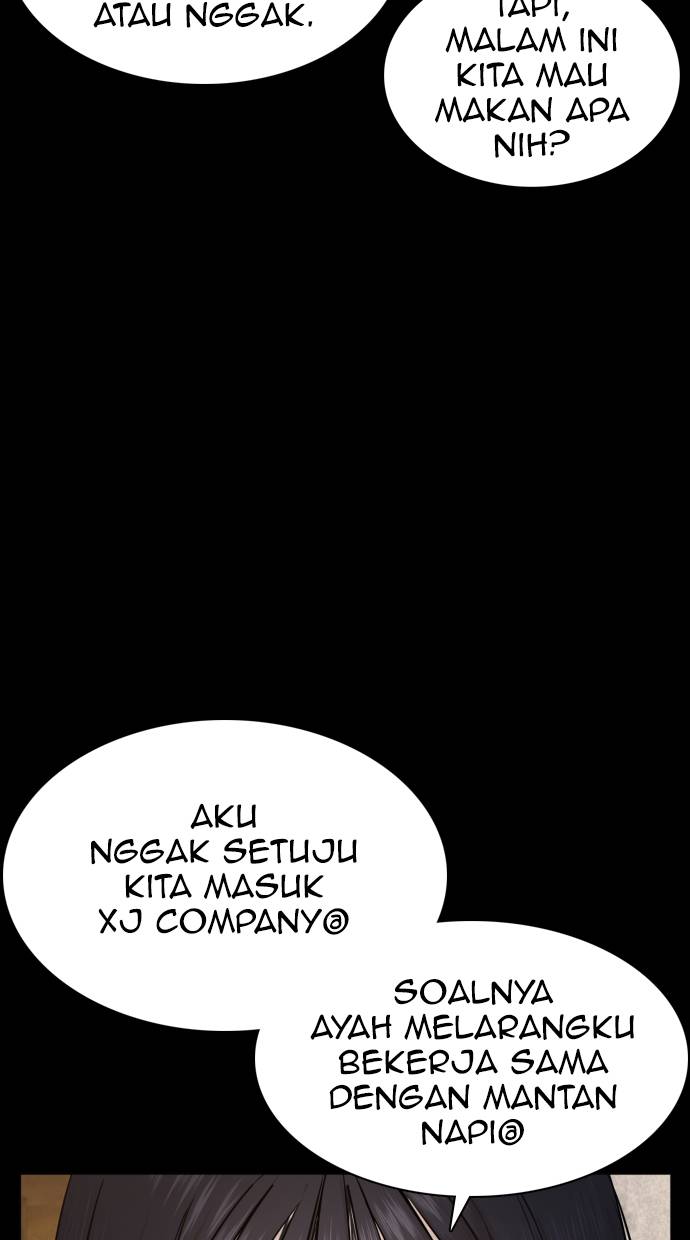 ATAU NGGAK.
TAPI,
MALAM INI
KITA MAU
MAKAN APA
NIH?
AKU
NGGAK SETUJU
KITA MASUK
XJ COMPANY@
SOALNYA
AYAH MELARANGKU
BEKERJA SAMA
DENGAN MANTAN
NAPI@